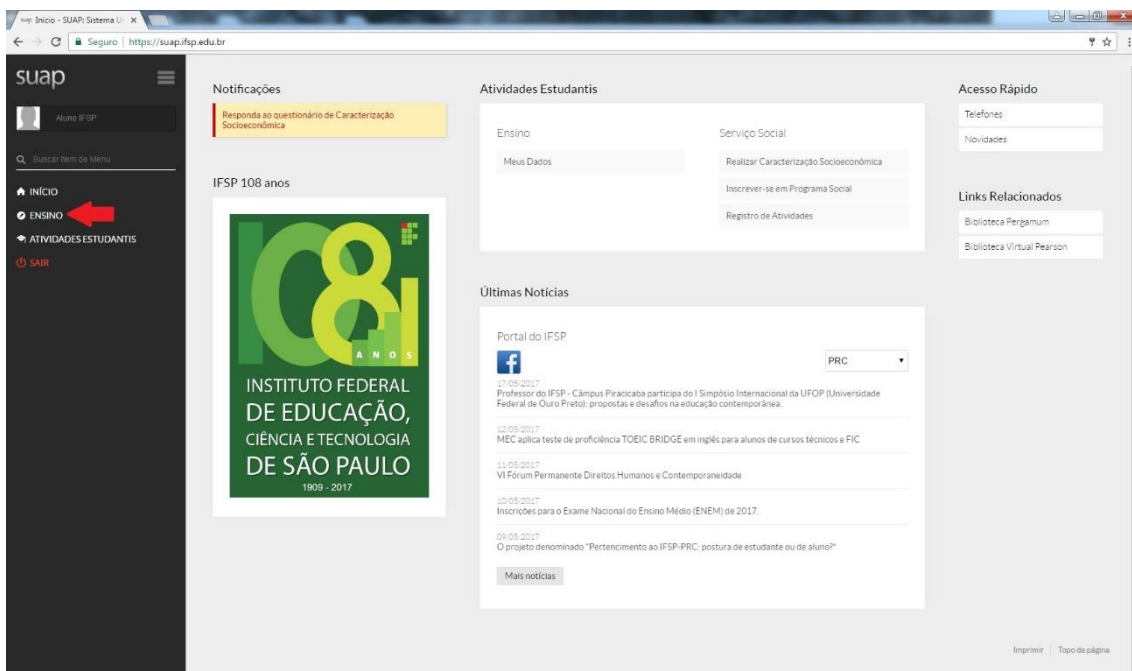 Início - SUAP: Sistema U
Seguro | https://suap.ifsp.edu.br
suap
Aluno IFSP
Buscar Item de Menu
INÍCIO
ENSINO
ATIVIDADES ESTUDANTIS
SAIR
Notificações
Responda ao questionário de Caracterização
Socioeconômica
IFSP 108 anos
108
ANOS
INSTITUTO FEDERAL
DE EDUCAÇÃO,
CIÊNCIA E TECNOLOGIA
DE SÃO PAULO
1909 - 2017
Atividades Estudantis
Ensino
Meus Dados
Serviço Social
Realizar Caracterização Socioeconômica
Inscrever-se em Programa Social
Registro de Atividades
Últimas Notícias
Portal do IFSP
f
PRC
17/05/2017
Professor do IFSP - Câmpus Piracicaba participa do I Simpósio Internacional da UFOP (Universidade
Federal de Ouro Preto): propostas e desafios na educação contemporânea.
12/05/2017
MEC aplica teste de proficiência TOEIC BRIDGE em inglês para alunos de cursos técnicos e FIC
11/05/2017
VI Fórum Permanente Direitos Humanos e Contemporaneidade
10/05/2017
Inscrições para o Exame Nacional do Ensino Médio (ENEM) de 2017.
09/05/2017
O projeto denominado "Pertencimento ao IFSP-PRC: postura de estudante ou de aluno?"
Mais notícias
Acesso Rápido
Telefones
Novidades
Links Relacionados
Biblioteca Pergamum
Biblioteca Virtual Pearson
Imprimir | Topo de página